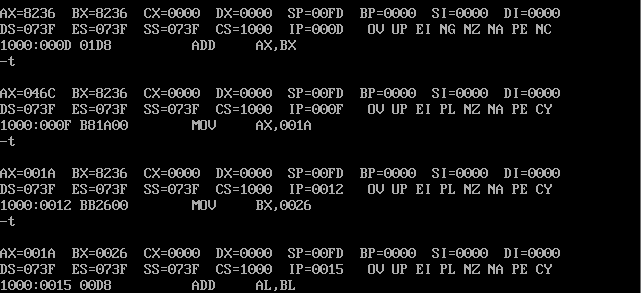 AX=8236 BX=8236 CX=0000 DX=0000 SP=00FD BP=0000 SI=0000 DI=0000
DS=073F ES=073F SS=073F CS=1000 IP=000D OV UP EI NG NZ NA PE NC
1000:000D 01D8 ADD AX,BX
-t
AX=046C BX=8236 CX=0000 DX=0000 SP=00FD BP=0000 SI=0000 DI=0000
DS=073F ES=073F SS=073F CS=1000 IP=000F OV UP EI PL NZ NA PE CY
1000:000F B81A00 MOV AX,001A
-t
AX=001A BX=8236 CX=0000 DX=0000 SP=00FD BP=0000 SI=0000 DI=0000
DS=073F ES=073F SS=073F CS=1000 IP=0012 OV UP EI PL NZ NA PE CY
1000:0012 BB2600 MOV BX,0026
-t
AX=001A BX=0026 CX=0000 DX=0000 SP=00FD BP=0000 SI=0000 DI=0000
DS=073F ES=073F SS=073F CS=1000 IP=0015 OV UP EI PL NZ NA PE CY
1000:0015 00D8 ADD AL,BL